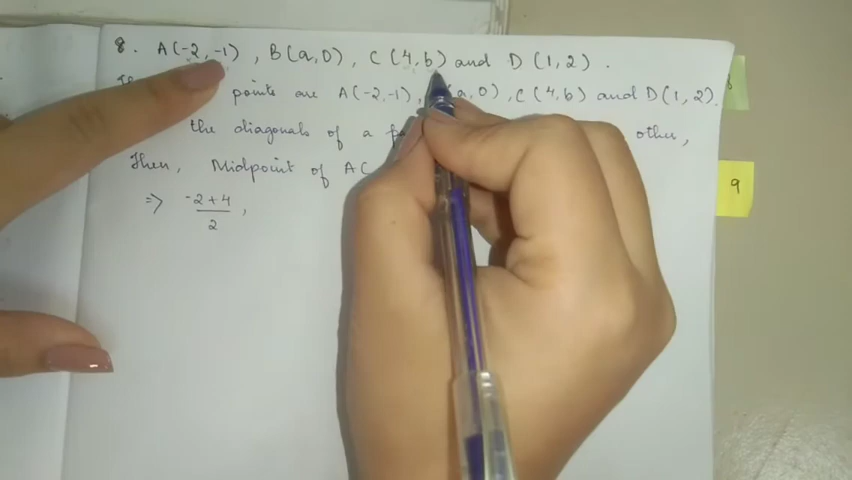 8. A(-2,-1), B(a,0), C(4,b) and D(1,2).
points are A(-2,-1), (a,0), C(4,b) and D(1,2).
the diagonals of a other,
Then, Midpoint of AC
=> -2+4/2 ,
9